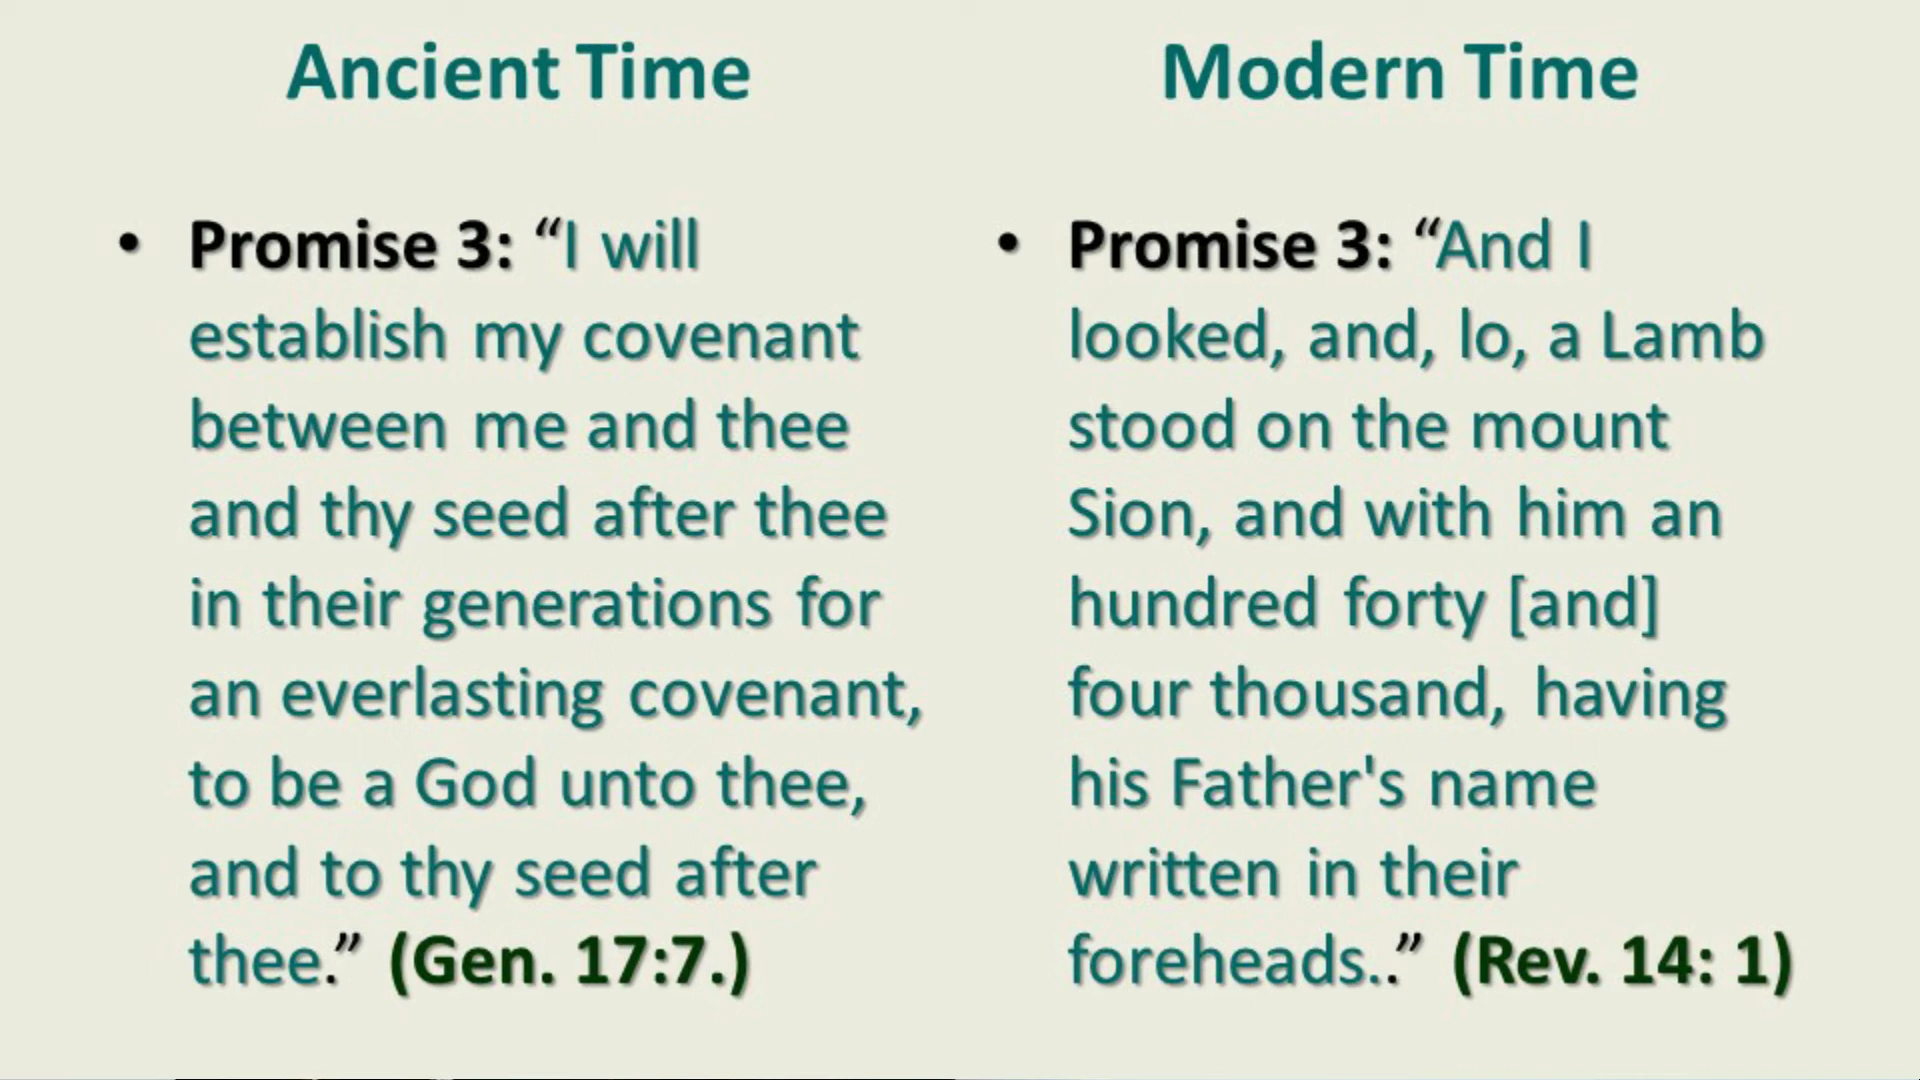 Ancient Time
• Promise 3: “I will
establish my covenant
between me and thee
and thy seed after thee
in their generations for
an everlasting covenant,
to be a God unto thee,
and to thy seed after
thee.” (Gen. 17:7.)
Modern Time
• Promise 3: “And I
looked, and, lo, a Lamb
stood on the mount
Sion, and with him an
hundred forty [and]
four thousand, having
his Father's name
written in their
foreheads..” (Rev. 14: 1)